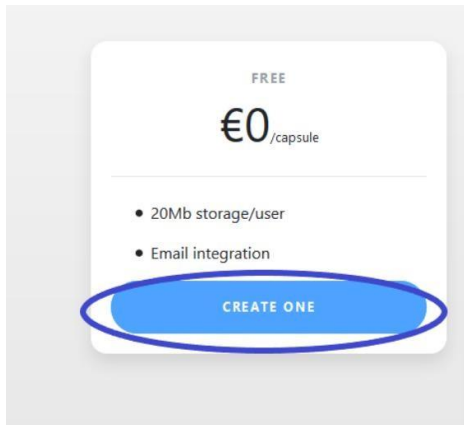 FREE
€0/capsule
20Mb storage/user
Email integration
CREATE ONE